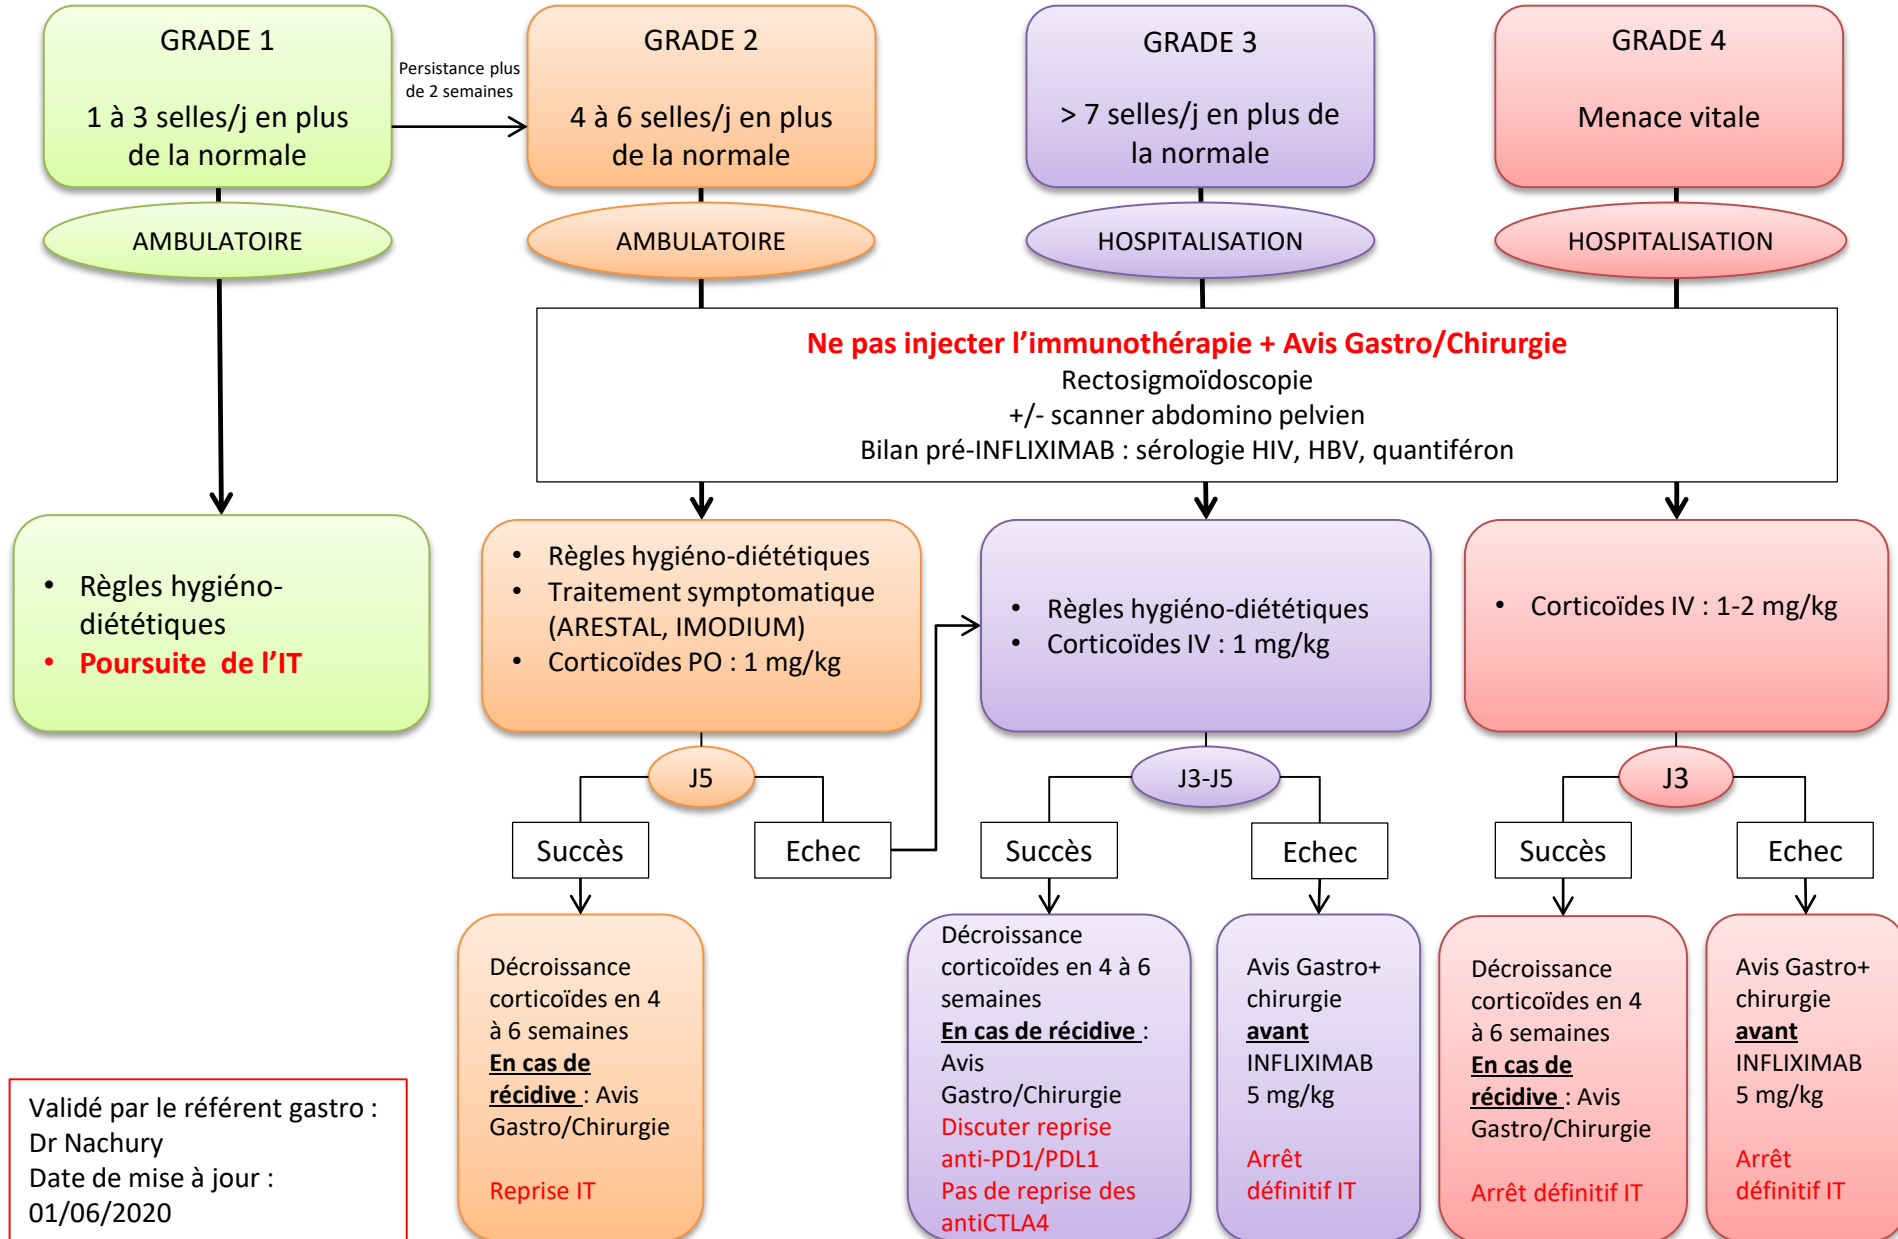 GRADE 1
1 à 3 selles/j en plus
de la normale
Persistance plus
de 2 semaines
GRADE 2
4 à 6 selles/j en plus
de la normale
GRADE 3
> 7 selles/j en plus de
la normale
GRADE 4
Menace vitale
AMBULATOIRE
AMBULATOIRE
HOSPITALISATION
HOSPITALISATION
Ne pas injecter l’immunothérapie + Avis Gastro/Chirurgie
Rectosigmoïdoscopie
+/- scanner abdomino pelvien
Bilan pré-INFLIXIMAB : sérologie HIV, HBV, quantiféron
• Règles hygiéno-
diététiques
• Poursuite de l’IT
• Règles hygiéno-diététiques
• Traitement symptomatique
(ARESTAL, IMODIUM)
• Corticoïdes PO : 1 mg/kg
• Règles hygiéno-diététiques
• Corticoïdes IV : 1 mg/kg
• Corticoïdes IV : 1-2 mg/kg
J5
J3-J5
J3
Succès
Echec
Succès
Echec
Succès
Echec
Décroissance
corticoïdes en 4
à 6 semaines
En cas de
récidive : Avis
Gastro/Chirurgie
Reprise IT
Décroissance
corticoïdes en 4 à 6
semaines
En cas de récidive :
Avis
Gastro/Chirurgie
Discuter reprise
anti-PD1/PDL1
Pas de reprise des
antiCTLA4
Avis Gastro+
chirurgie
avant
INFLIXIMAB
5 mg/kg
Arrêt
définitif IT
Décroissance
corticoïdes en 4
à 6 semaines
En cas de
récidive : Avis
Gastro/Chirurgie
Arrêt définitif IT
Avis Gastro+
chirurgie
avant
INFLIXIMAB
5 mg/kg
Arrêt
définitif IT
Validé par le référent gastro :
Dr Nachury
Date de mise à jour :
01/06/2020